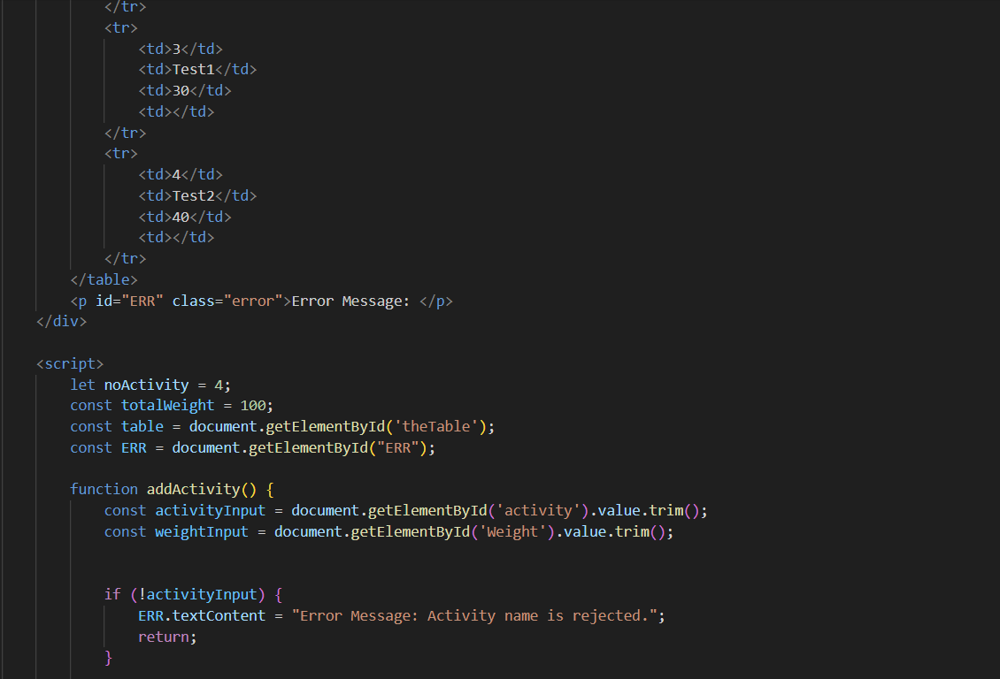 </tr>
<tr>
<td>3</td>
<td>Test1</td>
<td>30</td>
<td></td>
</tr>
<tr>
<td>4</td>
<td>Test2</td>
<td>40</td>
<td></td>
</tr>
</table>
<p id="ERR" class="error">Error Message: </p>
</div>
<script>
let noActivity = 4;
const totalWeight = 100;
const table = document.getElementById('theTable');
const ERR = document.getElementById("ERR");
function addActivity() {
const activityInput = document.getElementById('activity').value.trim();
const weightInput = document.getElementById('Weight').value.trim();
if (!activityInput) {
ERR.textContent = "Error Message: Activity name is rejected.";
return;
}